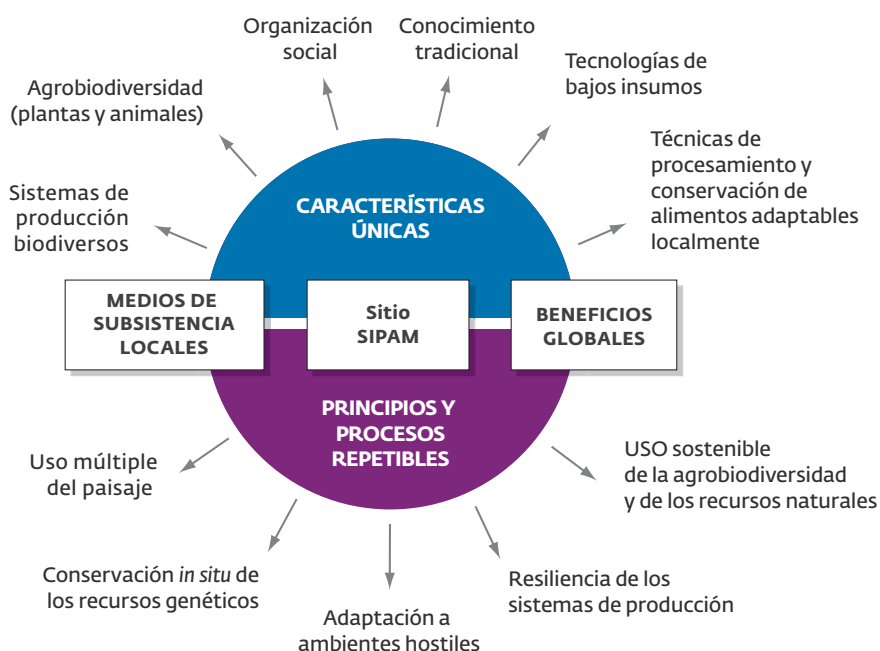 Organización
social
Conocimiento
tradicional
Tecnologías de
bajos insumos
Agrobiodiversidad
(plantas y animales)
Técnicas de
procesamiento y
conservación de
alimentos adaptables
localmente
Sistemas de
producción
biodiversos
CARACTERÍSTICAS
ÚNICAS
MEDIOS DE
SUBSISTENCIA
LOCALES
Sitio
SIPAM
BENEFICIOS
GLOBALES
PRINCIPIOS Y
PROCESOS
REPETIBLES
Uso múltiple
del paisaje
USO sostenible
de la agrobiodiversidad
y de los recursos naturales
Conservación in situ de
los recursos genéticos
Adaptación a
ambientes hostiles
Resiliencia de los
sistemas de producción